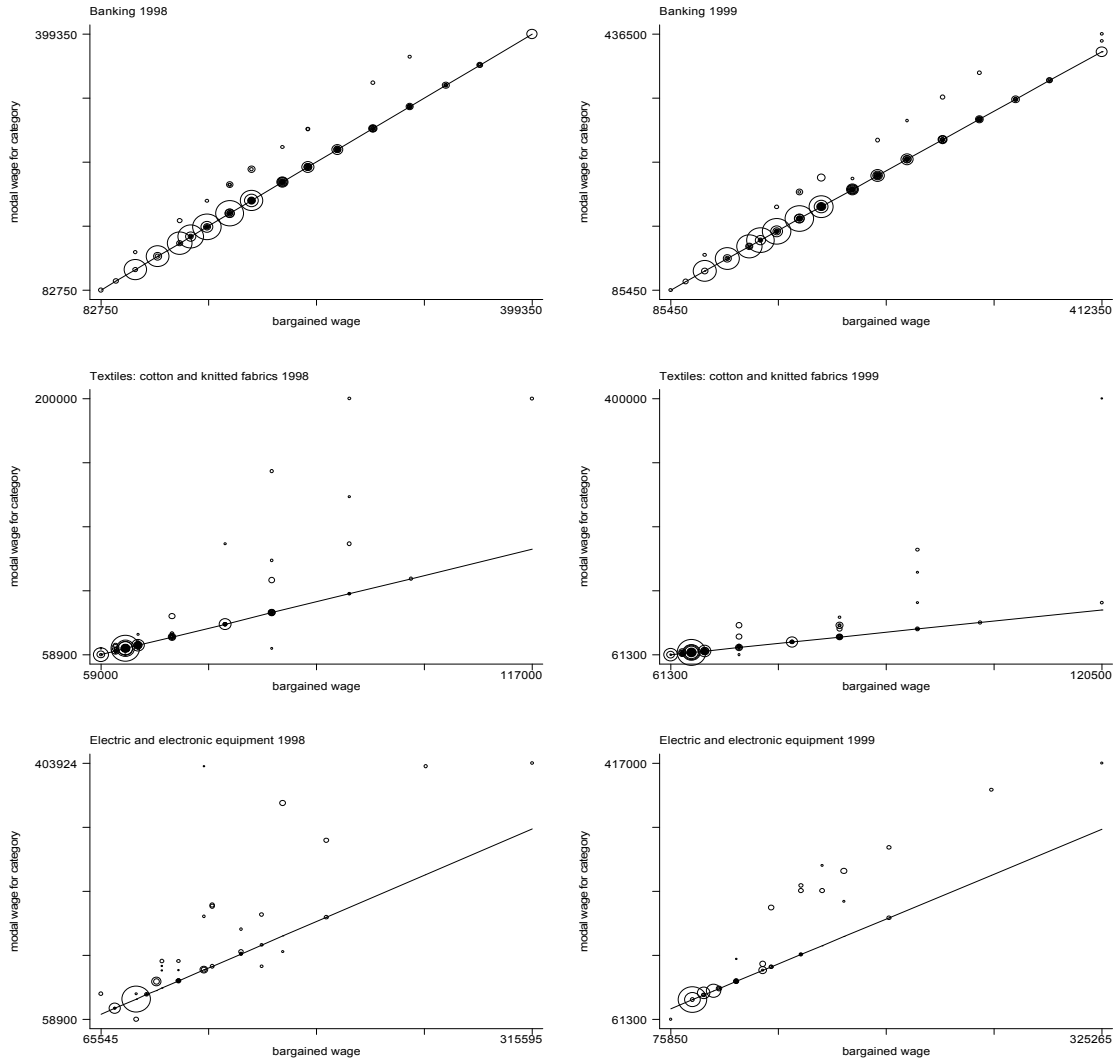 Banking 1998
399350
modal wage for category
82750
82750
399350
bargained wage
Banking 1999
436500
modal wage for category
85450
85450
412350
bargained wage
Textiles: cotton and knitted fabrics 1998
200000
modal wage for category
58900
59000
117000
bargained wage
Textiles: cotton and knitted fabrics 1999
400000
modal wage for category
61300
61300
120500
bargained wage
Electric and electronic equipment 1998
403924
modal wage for category
58900
65545
315595
bargained wage
Electric and electronic equipment 1999
417000
modal wage for category
61300
75850
325265
bargained wage